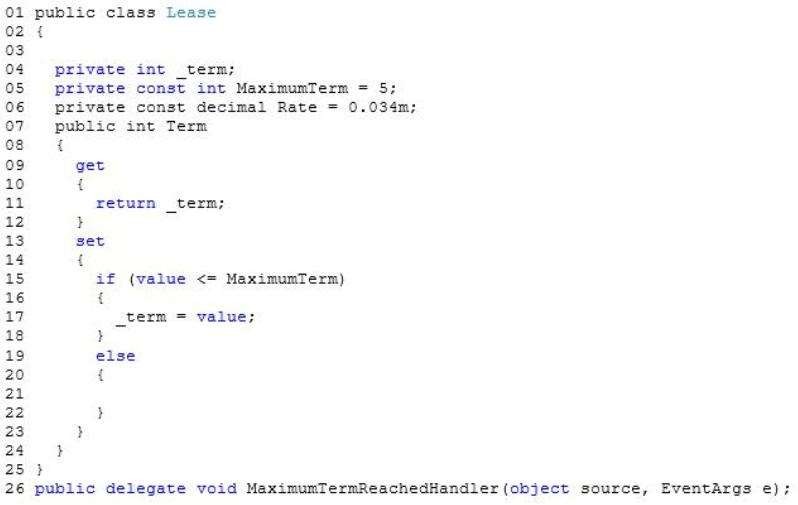 01 public class Lease
02 {
03
04   private int _term;
05   private const int MaximumTerm = 5;
06   private const decimal Rate = 0.034m;
07   public int Term
08   {
09     get
10     {
11       return _term;
12     }
13     set
14     {
15       if (value <= MaximumTerm)
16       {
17         _term = value;
18       }
19       else
20       {
21
22       }
23     }
24   }
25 }
26 public delegate void MaximumTermReachedHandler(object source, EventArgs e);